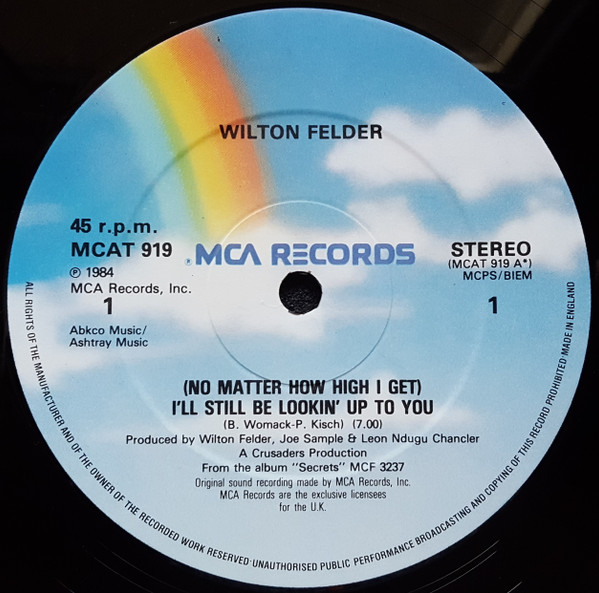 WILTON FELDER
45 r.p.m.
MCAT 919
℗ 1984
MCA Records, Inc.
1
Abkco Music/
Ashtray Music
MCA RECORDS
STEREO
(MCAT 919 A*)
MCPS/BIEM
1
(NO MATTER HOW HIGH I GET)
I'LL STILL BE LOOKIN' UP TO YOU
(B. Womack-P. Kisch) (7.00)
Produced by Wilton Felder, Joe Sample & Leon Ndugu Chancler
A Crusaders Production
From the album "Secrets" MCF 3237
Original sound recording made by MCA Records, Inc.
MCA Records are the exclusive licensees
for the U.K.
ALL RIGHTS OF THE MANUFACTURER AND OF THE OWNER OF THE RECORDED WORK RESERVED·UNAUTHORISED PUBLIC PERFORMANCE BROADCASTING AND COPYING OF THIS RECORD PROHIBITED·MADE IN ENGLAND